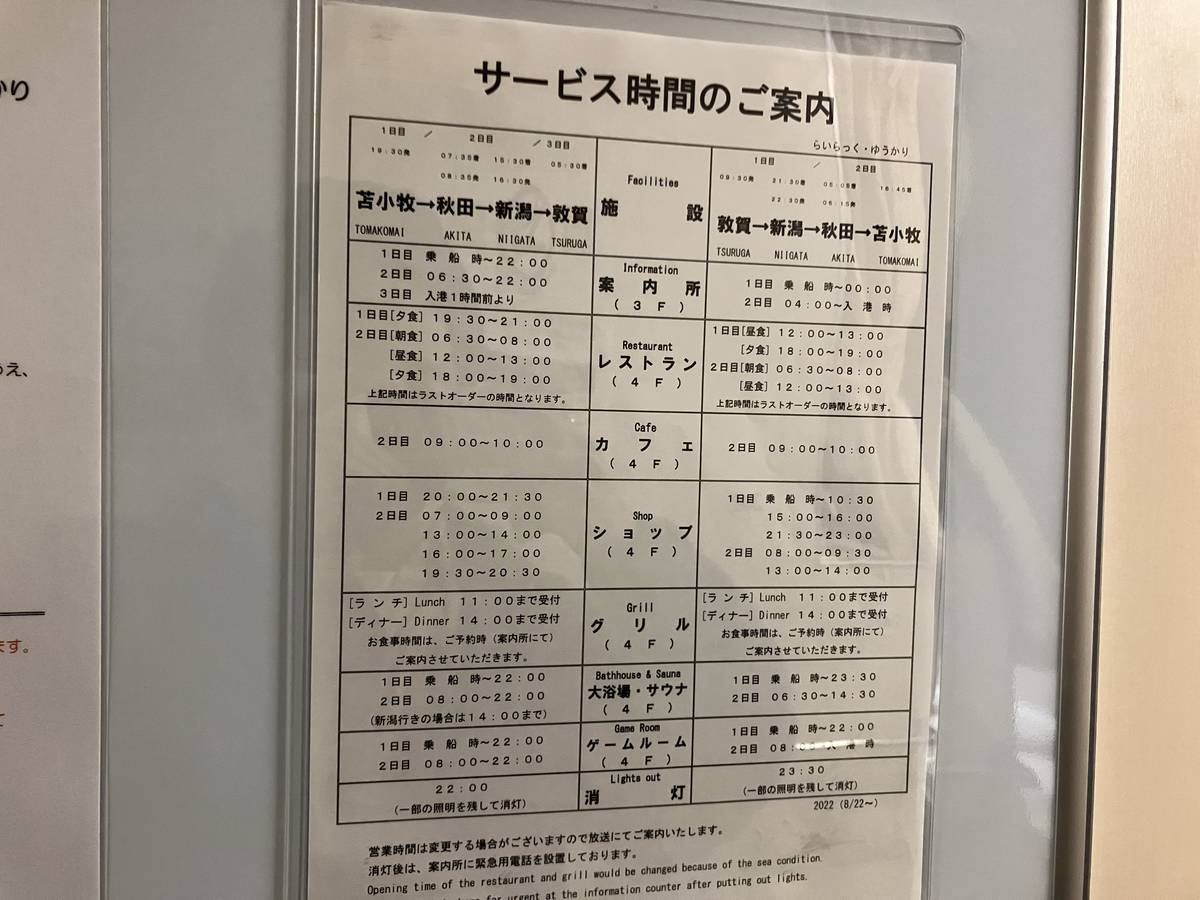 かり
うえ、
ます。
て
サービス時間のご案内
らいらっく・ゆうかり
1日目 / 2日目 / 3日目
19:30発 07:35着 15:30着 05:30着
08:35発 16:30発
苫小牧→秋田→新潟→敦賀
TOMAKOMAI AKITA NIIGATA TSURUGA
Facilities
施設
1日目 / 2日目
09:30発 21:30着 05:05着 16:45着
22:30発 06:15発
敦賀→新潟→秋田→苫小牧
TSURUGA NIIGATA AKITA TOMAKOMAI
1日目 乗船時~22:00
2日目 06:30~22:00
3日目 入港1時間前より
Information
案内所
(3F)
1日目 乗船時~00:00
2日目 04:00~入港時
1日目[夕食] 19:30~21:00
2日目[朝食] 06:30~08:00
[昼食] 12:00~13:00
[夕食] 18:00~19:00
上記時間はラストオーダーの時間となります。
Restaurant
レストラン
(4F)
1日目[昼食] 12:00~13:00
[夕食] 18:00~19:00
2日目[朝食] 06:30~08:00
[昼食] 12:00~13:00
上記時間はラストオーダーの時間となります。
2日目 09:00~10:00
Cafe
カフェ
(4F)
2日目 09:00~10:00
1日目 20:00~21:30
2日目 07:00~09:00
13:00~14:00
16:00~17:00
19:30~20:30
Shop
ショップ
(4F)
1日目 乗船時~10:30
15:00~16:00
21:30~23:00
2日目 08:00~09:30
13:00~14:00
[ランチ] Lunch 11:00まで受付
[ディナー] Dinner 14:00まで受付
お食事時間は、ご予約時(案内所にて)
ご案内させていただきます。
Grill
グリル
(4F)
[ランチ] Lunch 11:00まで受付
[ディナー] Dinner 14:00まで受付
お食事時間は、ご予約時(案内所にて)
ご案内させていただきます。
1日目 乗船時~22:00
2日目 08:00~22:00
(新潟行きの場合は14:00まで)
Bathhouse & Sauna
大浴場・サウナ
(4F)
1日目 乗船時~23:30
2日目 06:30~14:30
1日目 乗船時~22:00
2日目 08:00~22:00
Game Room
ゲームルーム
(4F)
1日目 乗船時~22:00
2日目 08: 港時
22:00
(一部の照明を残して消灯)
Lights out
消灯
23:30
(一部の照明を残して消灯)
2022 (8/22~)
営業時間は変更する場合がございますので放送にてご案内いたします。
消灯後は、案内所に緊急用電話を設置しております。
Opening time of the restaurant and grill would be changed because of the sea condition.
for urgent at the information counter after putting out lights.